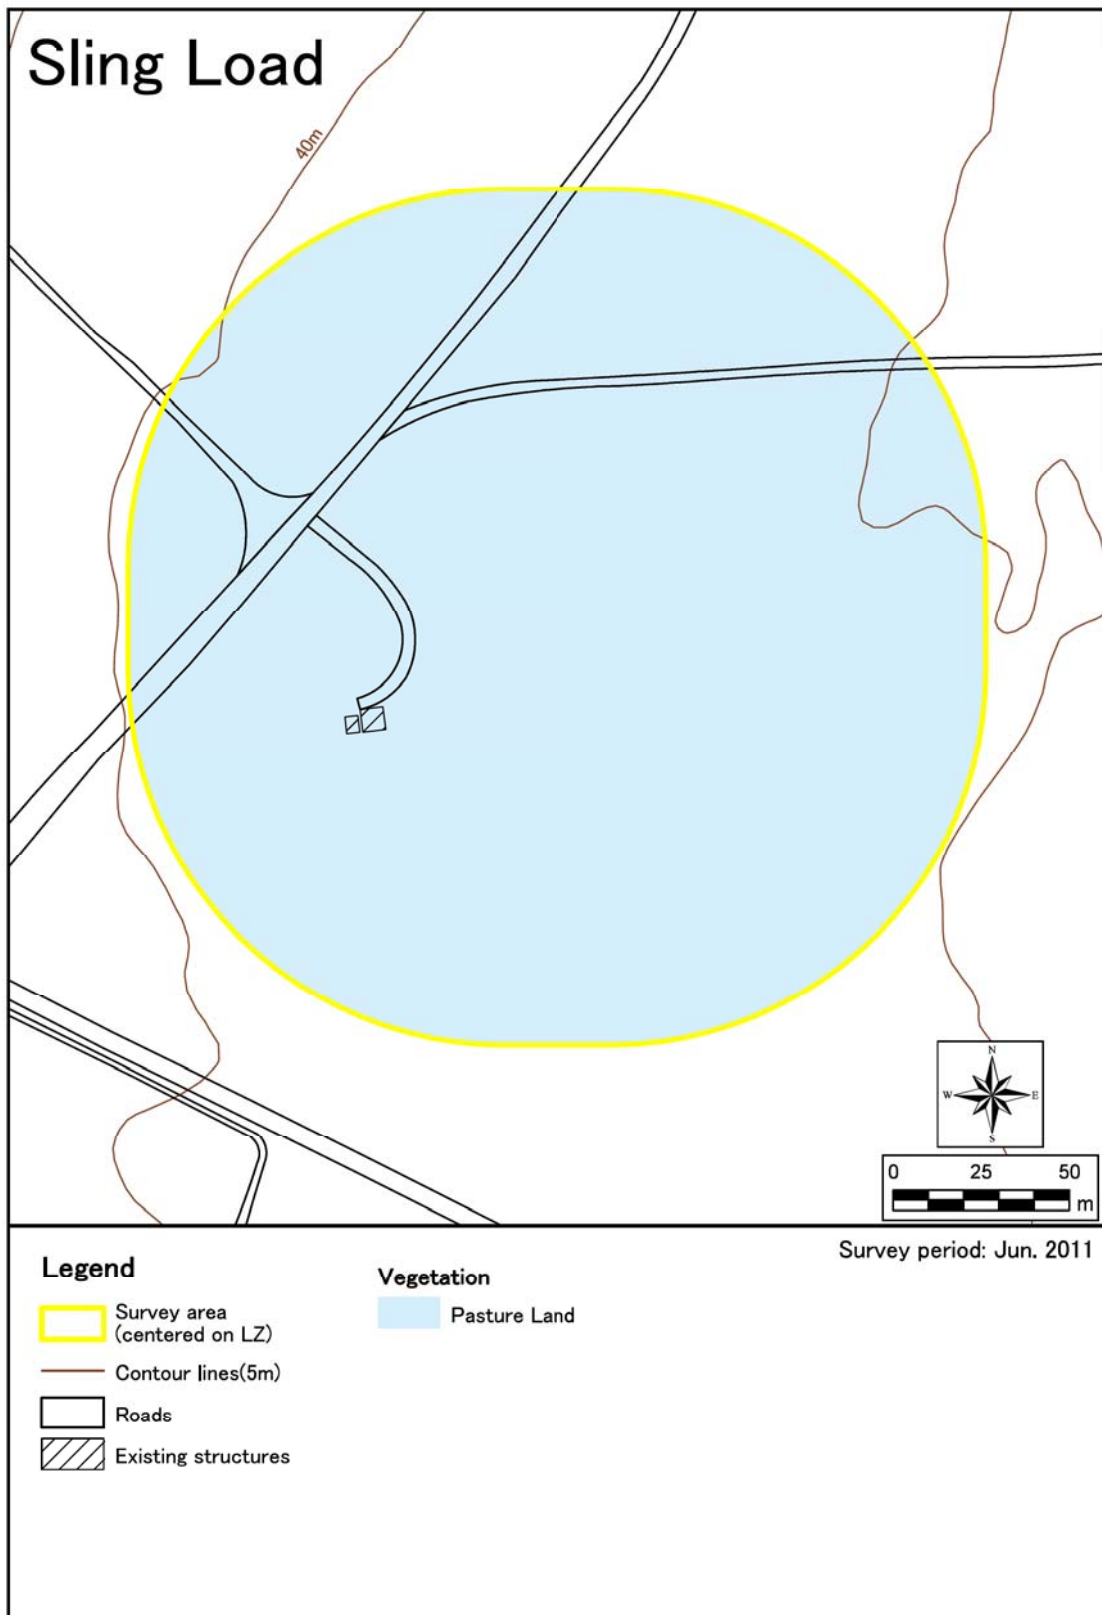 Sling Load
40m
N
W
E
S
0 25 50
m
Survey period: Jun. 2011
Legend
Survey area
(centered on LZ)
Contour lines(5m)
Roads
Existing structures
Vegetation
Pasture Land